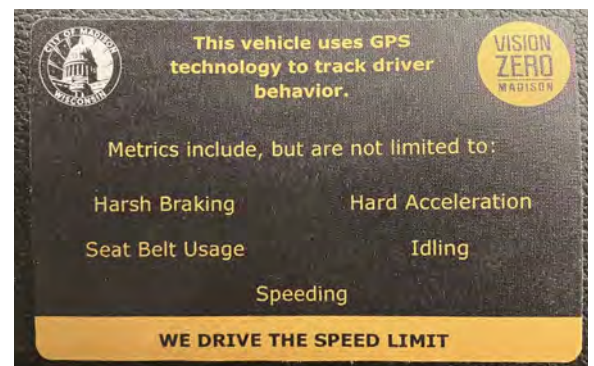 CITY OF MADISON
WISCONSIN
This vehicle uses GPS
technology to track driver
behavior.
VISION
ZERO
MADISON
Metrics include, but are not limited to:
Harsh Braking
Hard Acceleration
Seat Belt Usage
Idling
Speeding
WE DRIVE THE SPEED LIMIT